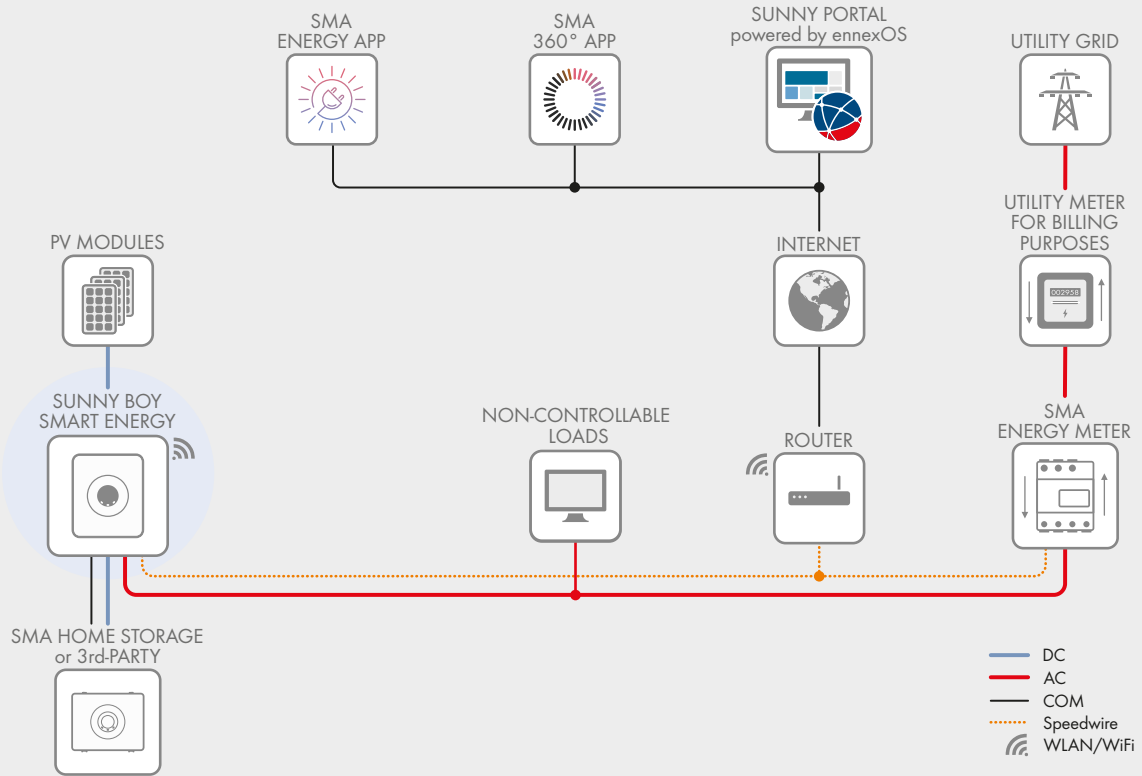 SMA
ENERGY APP
SMA
360° APP
SUNNY PORTAL
powered by ennexOS
UTILITY GRID
UTILITY METER
FOR BILLING
PURPOSES
002958
PV MODULES
INTERNET
SUNNY BOY
SMART ENERGY
NON-CONTROLLABLE
LOADS
ROUTER
SMA
ENERGY METER
SMA HOME STORAGE
or 3rd-PARTY
DC
AC
COM
Speedwire
WLAN/WiFi